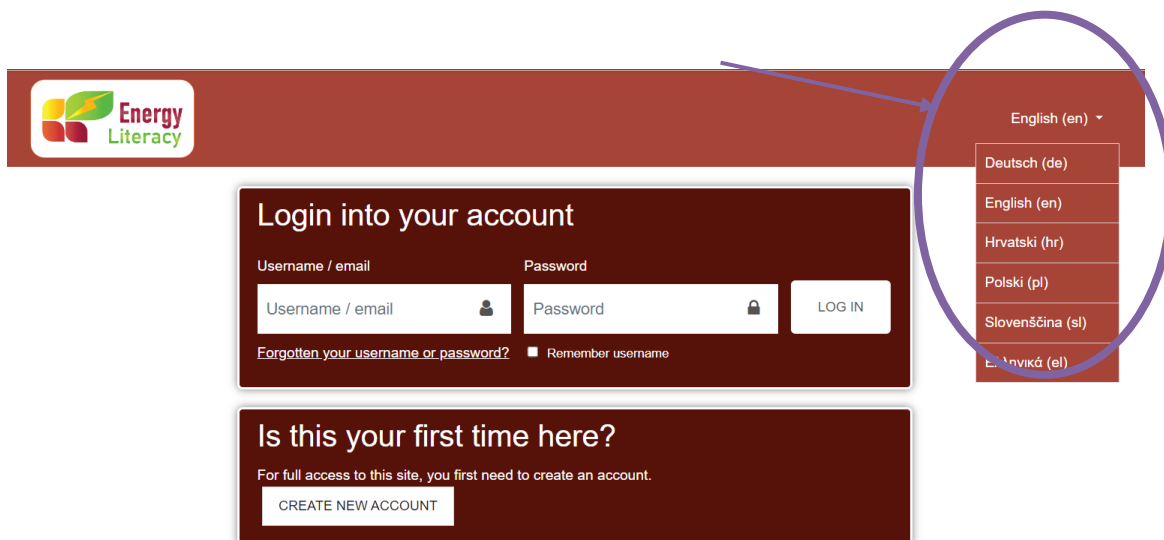 Energy
Literacy
English (en)
Deutsch (de)
English (en)
Hrvatski (hr)
Polski (pl)
Slovenščina (sl)
Ελληνικά (el)
Login into your account
Username / email Password
Username / email Password LOG IN
Forgotten your username or password? Remember username
Is this your first time here?
For full access to this site, you first need to create an account.
CREATE NEW ACCOUNT